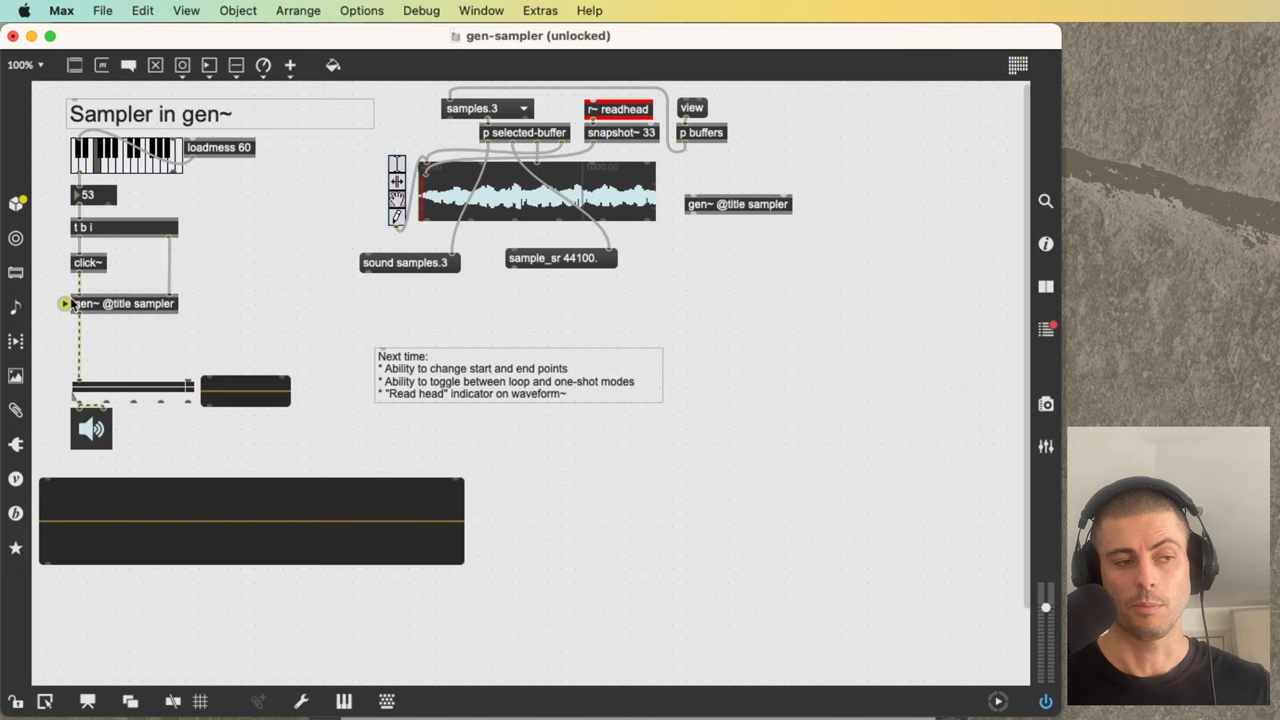 Max File Edit View Object Arrange Options Debug Window Extras Help
gen-sampler (unlocked)
100%
Sampler in gen~
loadmess 60
53
t b i
click~
gen~ @title sampler
samples.3
r~ readhead
view
p selected-buffer
snapshot~ 33
p buffers
1000.00
gen~ @title sampler
sound samples.3
sample_sr 44100.
Next time:
* Ability to change start and end points
* Ability to toggle between loop and one-shot modes
* "Read head" indicator on waveform~